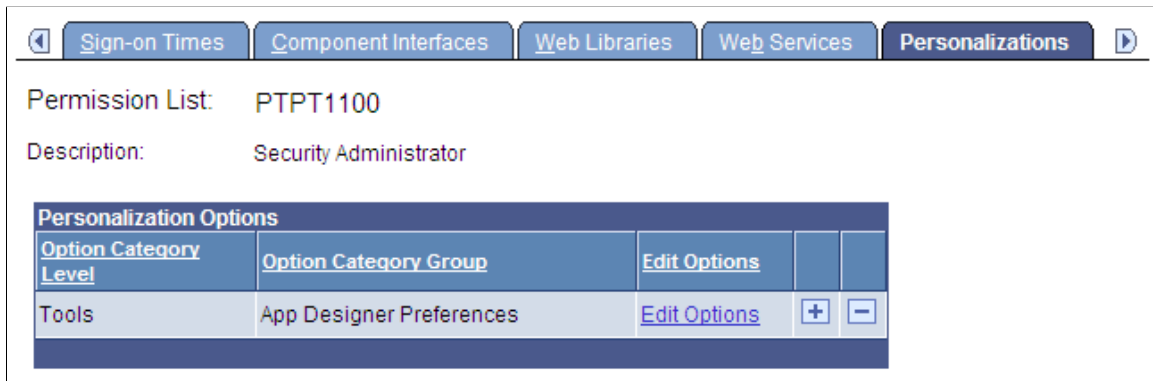 Sign-on Times Component Interfaces Web Libraries Web Services Personalizations
Permission List: PTPT1100
Description: Security Administrator
Personalization Options
Option Category Level Option Category Group Edit Options
Tools App Designer Preferences Edit Options